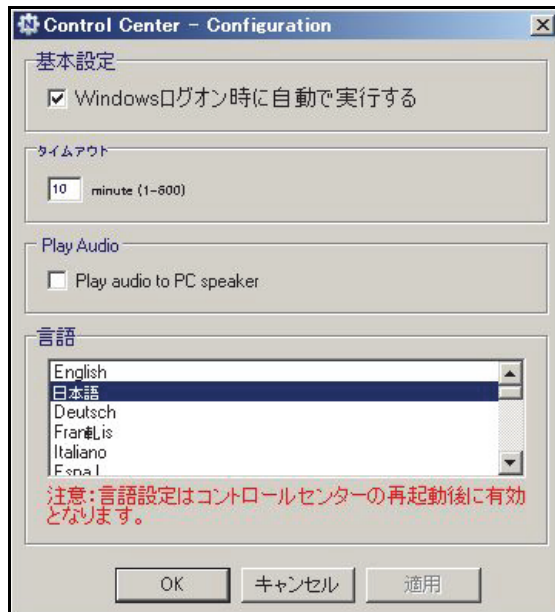 Control Center - Configuration
基本設定
Windowsログオン時に自動で実行する
タイムアウト
10 minute (1-600)
Play Audio
Play audio to PC speaker
言語
English
日本語
Deutsch
Italiano
注意：言語設定はコントロールセンターの再起動後に有効
となります。
OK キャンセル 適用